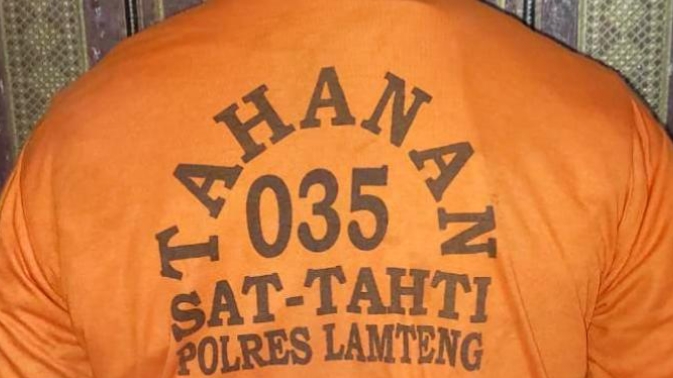 TAHANAN
035
SAT-TAHTI
POLRES LAMTENG